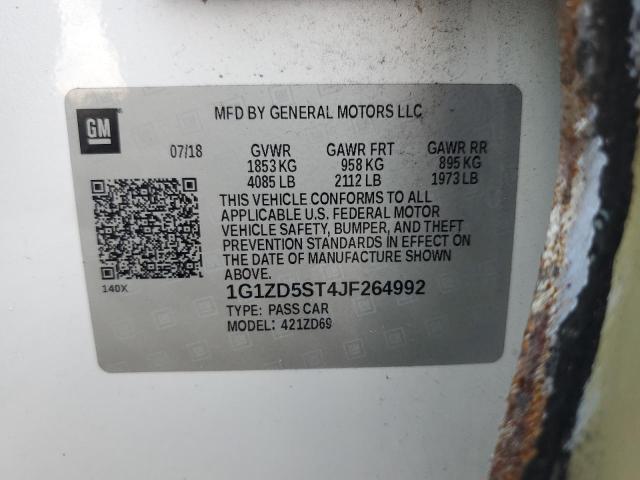 GM
MFD BY GENERAL MOTORS LLC
07/18 GVWR GAWR FRT GAWR RR
1853 KG 958 KG 895 KG
4085 LB 2112 LB 1973 LB
THIS VEHICLE CONFORMS TO ALL
APPLICABLE U.S. FEDERAL MOTOR
VEHICLE SAFETY, BUMPER, AND THEFT
PREVENTION STANDARDS IN EFFECT ON
THE DATE OF MANUFACTURE SHOWN
ABOVE.
140X
1G1ZD5ST4JF264992
TYPE: PASS CAR
MODEL: 421ZD69